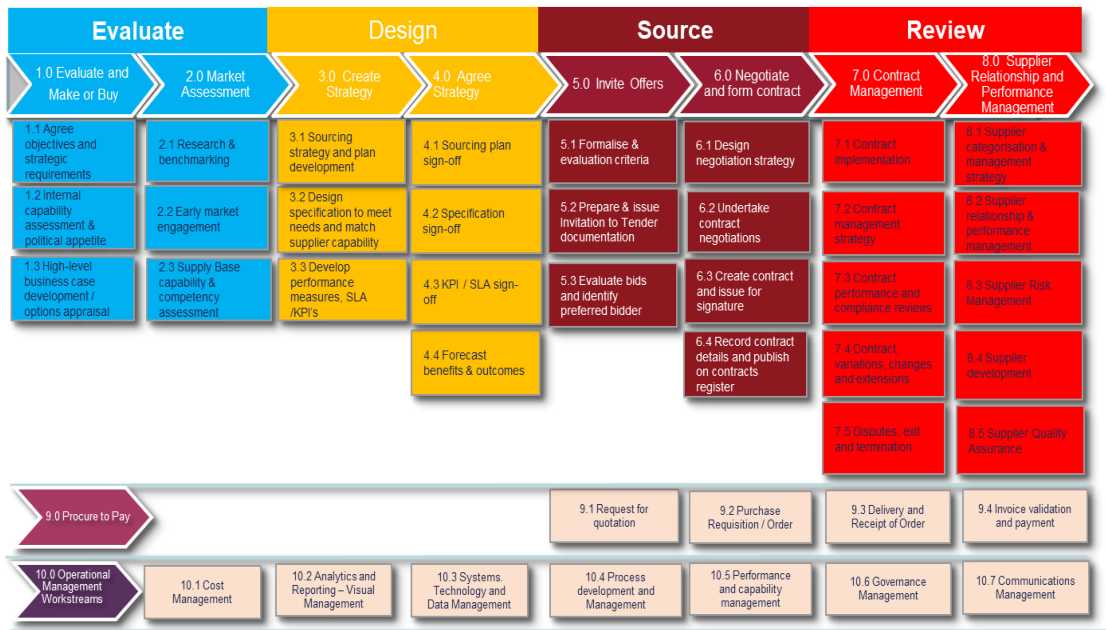 Evaluate
Design
Source
Review
1.0 Evaluate and
Make or Buy
2.0 Market
Assessment
3.0 Create
Strategy
4.0 Agree
Strategy
5.0 Invite Offers
6.0 Negotiate
and form contract
7.0 Contract
Management
8.0 Supplier
Relationship and
Performance
Management
1.1 Agree
objectives and
strategic
requirements
2.1 Research &
benchmarking
3.1 Sourcing
strategy and plan
development
4.1 Sourcing plan
sign-off
5.1 Formalise &
evaluation criteria
6.1 Design
negotiation strategy
7.1 Contract
Implementation
8.1 Supplier
categorisation &
management
strategy
1.2 Internal
capability
assessment &
political appetite
2.2 Early market
engagement
3.2 Design
specification to meet
needs and match
supplier capability
4.2 Specification
sign-off
5.2 Prepare & issue
Invitation to Tender
documentation
6.2 Undertake
contract
negotiations
7.2 Contract
management
strategy
8.2 Supplier
relationship &
performance
management
1.3 High-level
business case
development /
options appraisal
2.3 Supply Base
capability &
competency
assessment
3.3 Develop
performance
measures, SLA
/KPI's
4.3 KPI / SLA sign-
off
5.3 Evaluate bids
and identify
preferred bidder
6.3 Create contract
and issue for
signature
7.3 Contract
performance and
compliance reviews
8.3 Supplier Risk
Management
4.4 Forecast
benefits & outcomes
6.4 Record contract
details and publish
on contracts
register
7.4 Contract,
variations, changes
and extensions
8.4 Supplier
development
7.5 Disputes, exit
and termination
8.5 Supplier Quality
Assurance
9.0 Procure to Pay
9.1 Request for
quotation
9.2 Purchase
Requisition / Order
9.3 Delivery and
Receipt of Order
9.4 Invoice validation
and payment
10.0 Operational
Management
Workstreams
10.1 Cost
Management
10.2 Analytics and
Reporting – Visual
Management
10.3 Systems.
Technology and
Data Management
10.4 Process
development and
Management
10.5 Performance
and capability
management
10.6 Governance
Management
10.7 Communications
Management